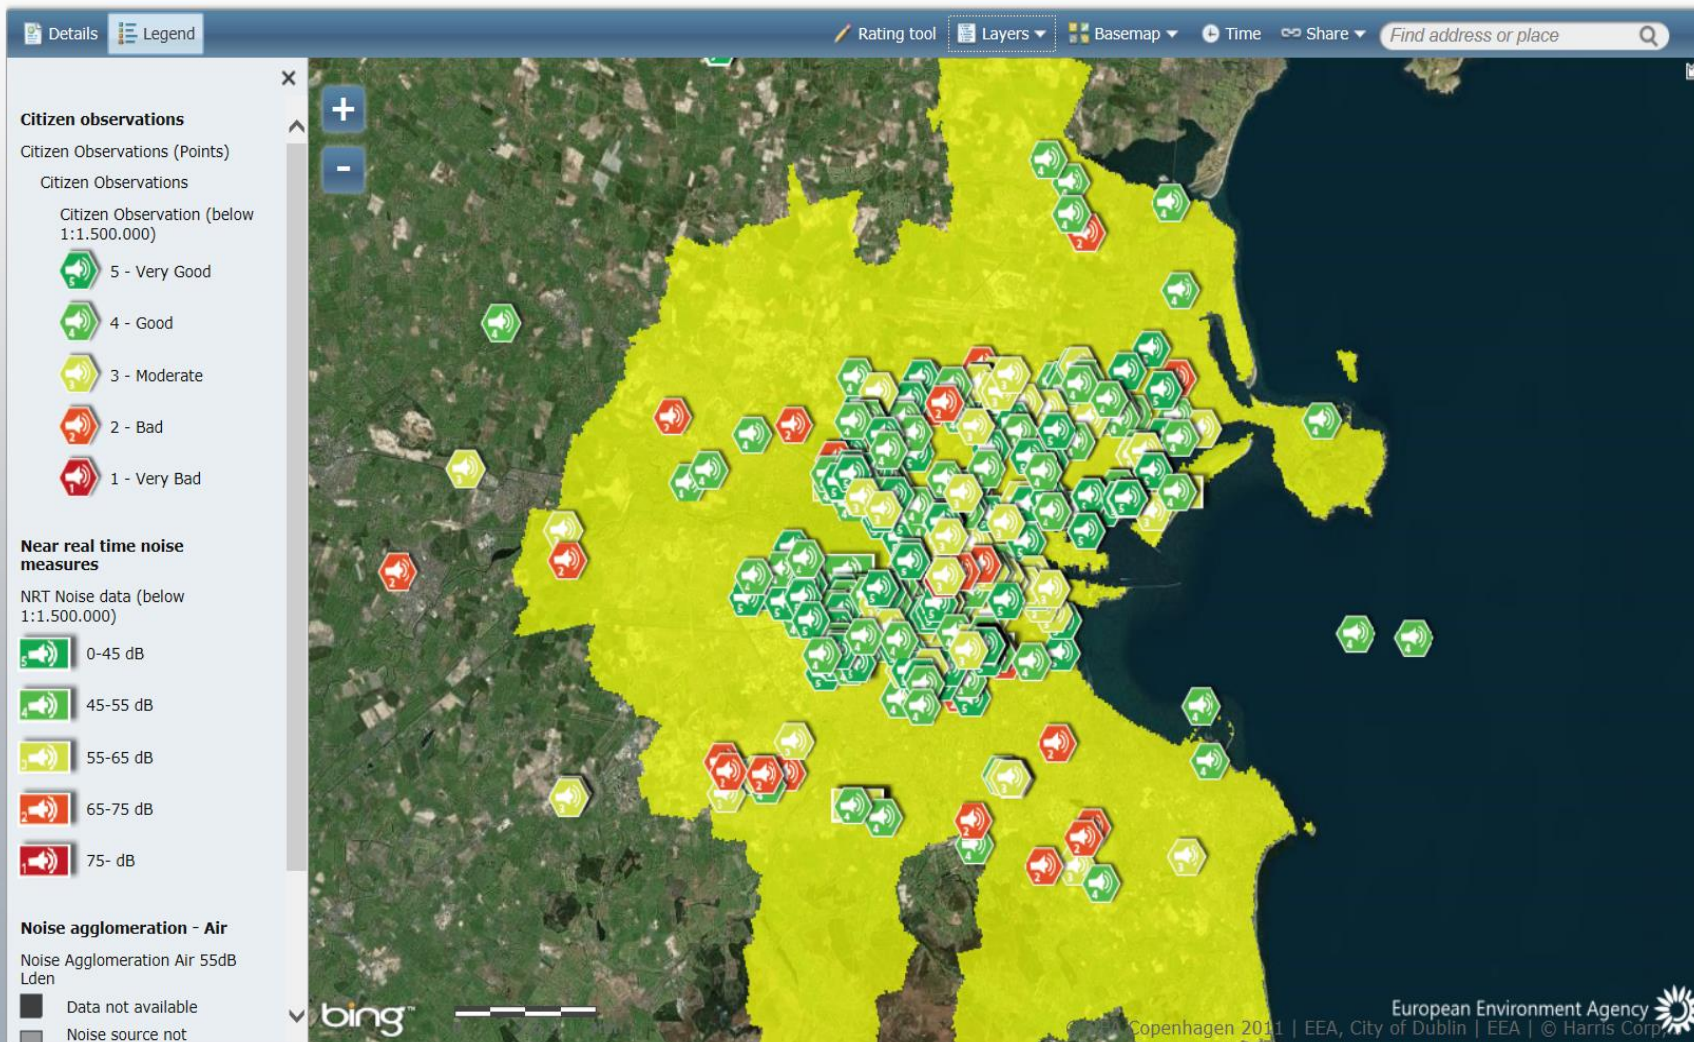 Details
Legend
Rating tool
Layers
Basemap
Time
Share
Find address or place
Citizen observations
Citizen Observations (Points)
Citizen Observations
Citizen Observation (below
1:1.500.000)
5 - Very Good
4 - Good
3 - Moderate
2 - Bad
1 - Very Bad
Near real time noise
measures
NRT Noise data (below
1:1.500.000)
0-45 dB
45-55 dB
55-65 dB
65-75 dB
75- dB
Noise agglomeration - Air
Noise Agglomeration Air 55dB
Lden
Data not available
Noise source not
bing
European Environment Agency
Copenhagen 2011 | EEA, City of Dublin | EEA | © Harris Corp,